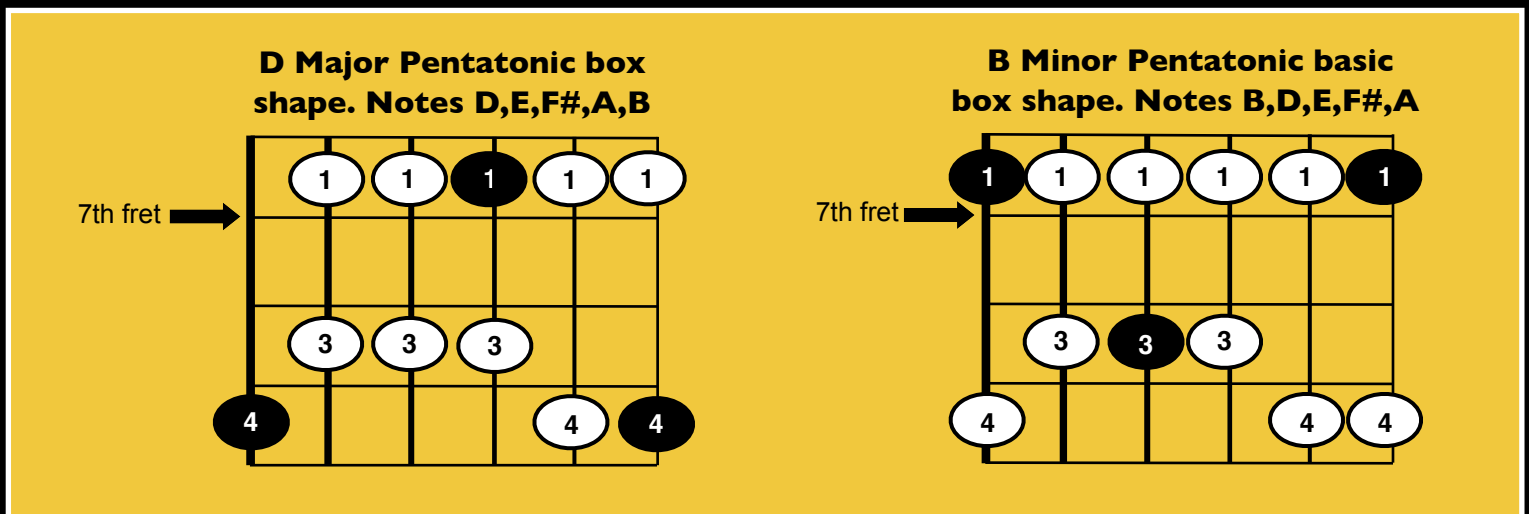 D Major Pentatonic box
shape. Notes D,E,F#,A,B
7th fret
1 1 1 1 1
3 3 3
4 4 4
B Minor Pentatonic basic
box shape. Notes B,D,E,F#,A
7th fret
1 1 1 1 1 1
3 3 3
4 4 4